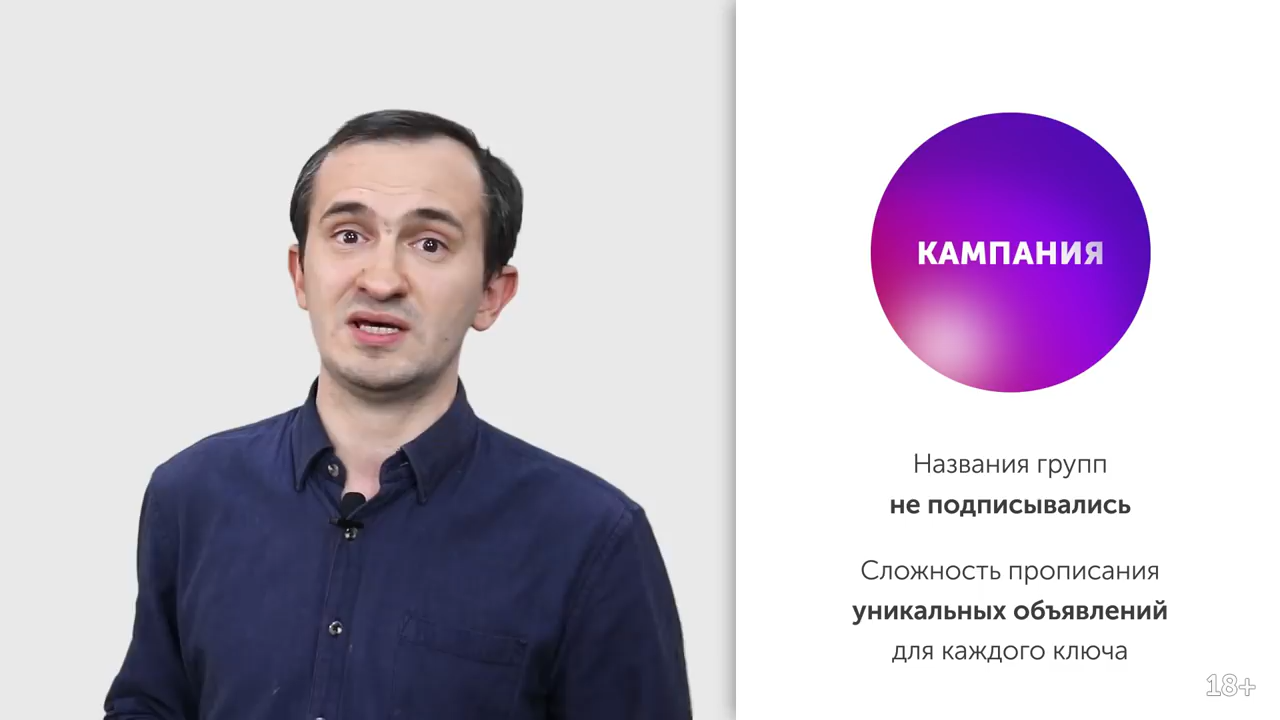 КАМПАНИЯ
Названия групп
не подписывались
Сложность прописания
уникальных объявлений
для каждого ключа
18+